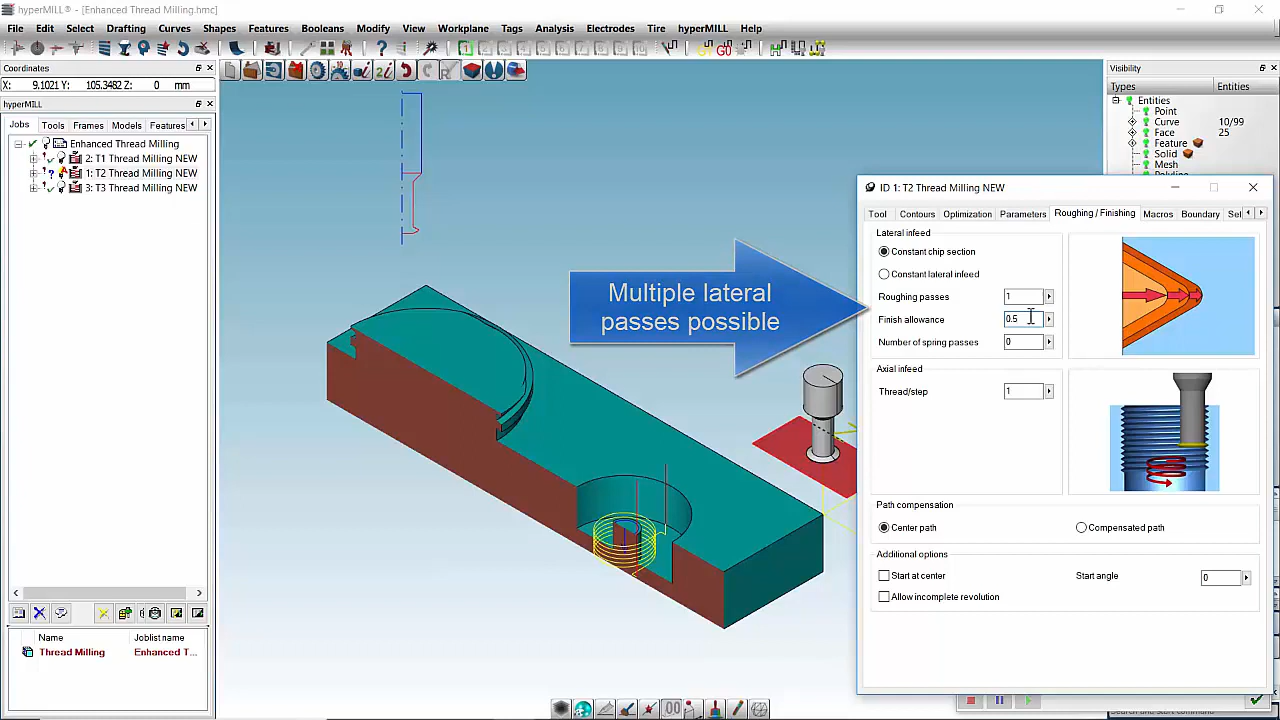 hyperMILL® - [Enhanced Thread Milling.hmc]
File Edit Select Drafting Curves Shapes Features Booleans Modify View Workplane Tags Analysis Electrodes Tire hyperMILL Help
Coordinates
X: 9.1021 Y: 105.3482 Z: 0 mm
hyperMILL
Jobs Tools Frames Models Features
Enhanced Thread Milling
2: T1 Thread Milling NEW
1: T2 Thread Milling NEW
3: T3 Thread Milling NEW
Name Joblist name
Thread Milling Enhanced T...
Multiple lateral
passes possible
Visibility
Types Entities
Entities
Point
Curve 10/99
Face 25
Feature
Solid
Mesh
ID 1: T2 Thread Milling NEW
Tool Contours Optimization Parameters Roughing / Finishing Macros Boundary Set
Lateral infeed
Constant chip section
Constant lateral infeed
Roughing passes 1
Finish allowance 0.5
Number of spring passes 0
Axial infeed
Thread/step 1
Path compensation
Center path Compensated path
Additional options
Start at center Start angle 0
Allow incomplete revolution